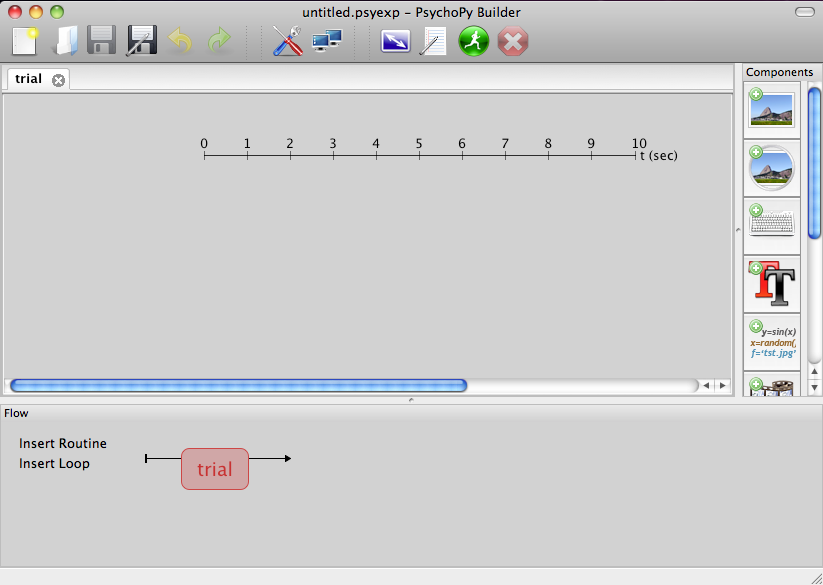 untitled.psyexp – PsychoPy Builder
trial
Components
0 1 2 3 4 5 6 7 8 9 10
t (sec)
TT
y=sin(x)
x=random(,
f='tst.jpg'
Flow
Insert Routine
Insert Loop
trial